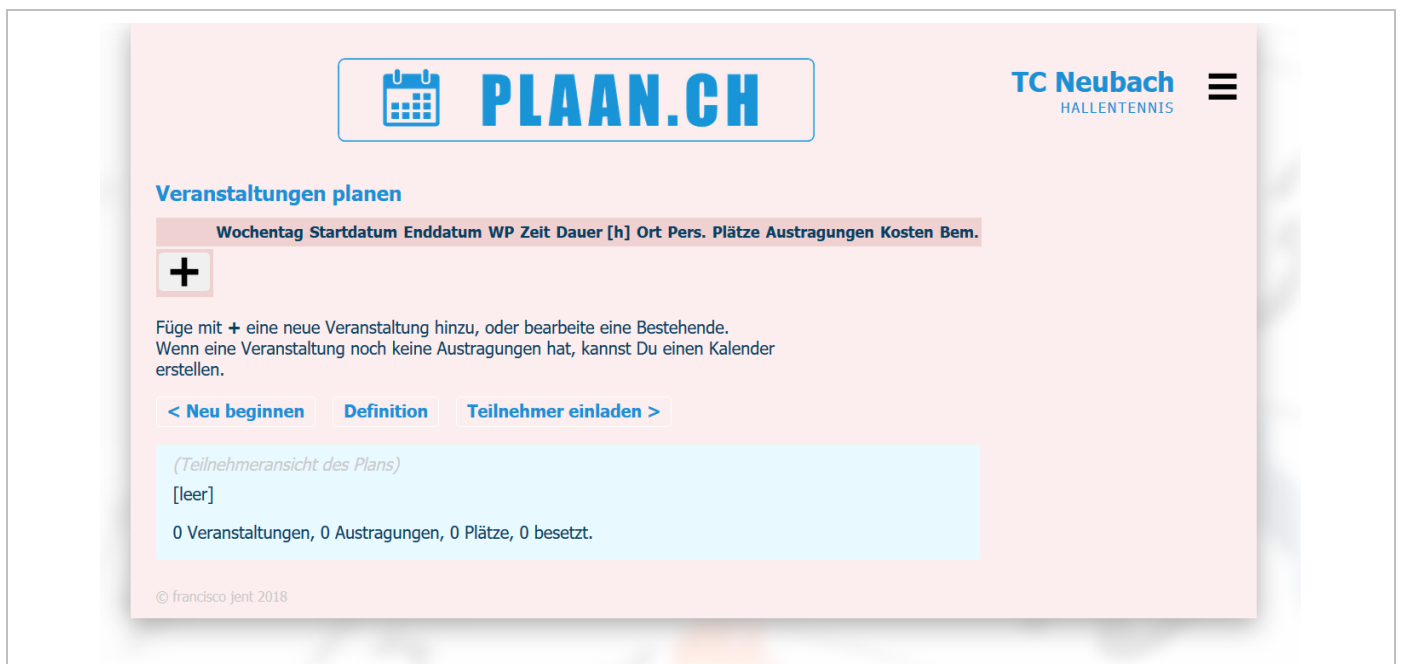 PLAAN.CH
TC Neubach
HALLENTENNIS
Veranstaltungen planen
Wochentag Startdatum Enddatum WP Zeit Dauer [h] Ort Pers. Plätze Austragungen Kosten Bem.
+
Füge mit + eine neue Veranstaltung hinzu, oder bearbeite eine Bestehende.
Wenn eine Veranstaltung noch keine Austragungen hat, kannst Du einen Kalender
erstellen.
< Neu beginnen Definition Teilnehmer einladen >
(Teilnehmeransicht des Plans)
[leer]
0 Veranstaltungen, 0 Austragungen, 0 Plätze, 0 besetzt.
© francisco jent 2018